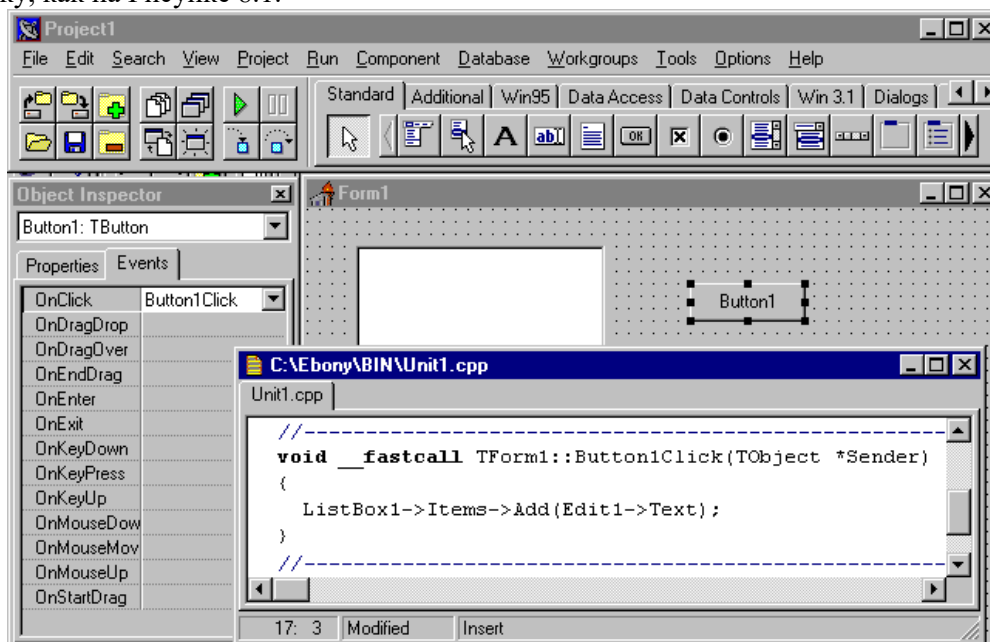 ку, как на Рисунке 8.1.
Project1
File Edit Search View Project Run Component Database Workgroups Tools Options Help
Standard Additional Win95 Data Access Data Controls Win 3.1 Dialogs
A ab OK
Object Inspector
Form1
Button1: TButton
Properties Events
Button1
OnClick Button1Click
OnDragDrop
OnDragOver
OnEndDrag
OnEnter
OnExit
OnKeyDown
OnKeyPress
OnKeyUp
OnMouseDow
OnMouseMov
OnMouseUp
OnStartDrag
C:\Ebony\BIN\Unit1.cpp
Unit1.cpp
//----------------------------------------------------
void __fastcall TForm1::Button1Click(TObject *Sender)
{
ListBox1->Items->Add(Edit1->Text);
}
//----------------------------------------------------
17: 3 Modified Insert